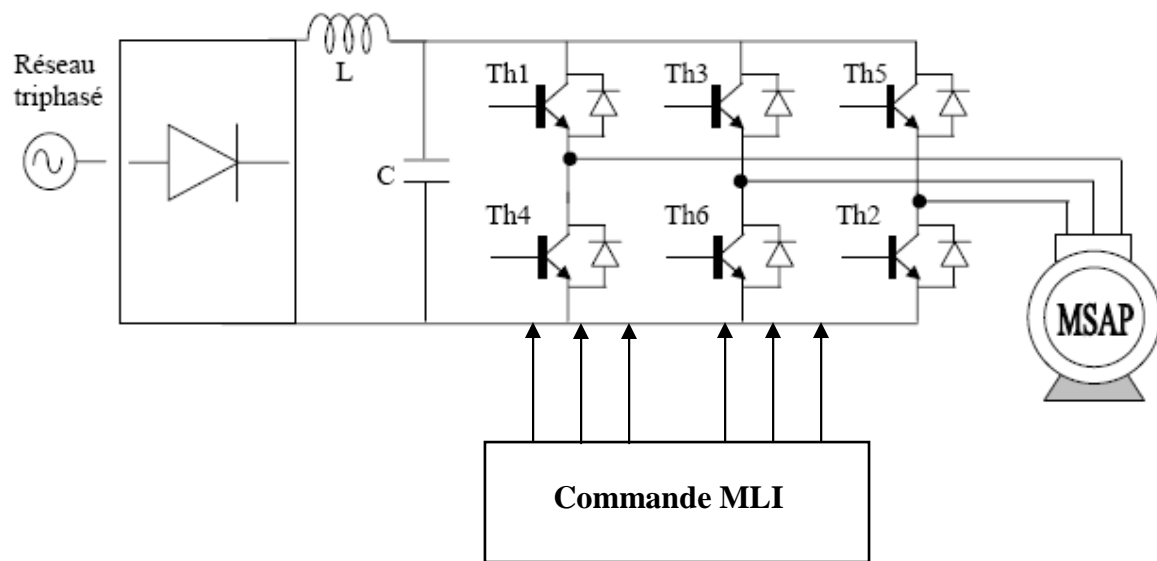 Réseau
triphasé
L
C
Th1
Th3
Th5
Th4
Th6
Th2
MSAP
Commande MLI